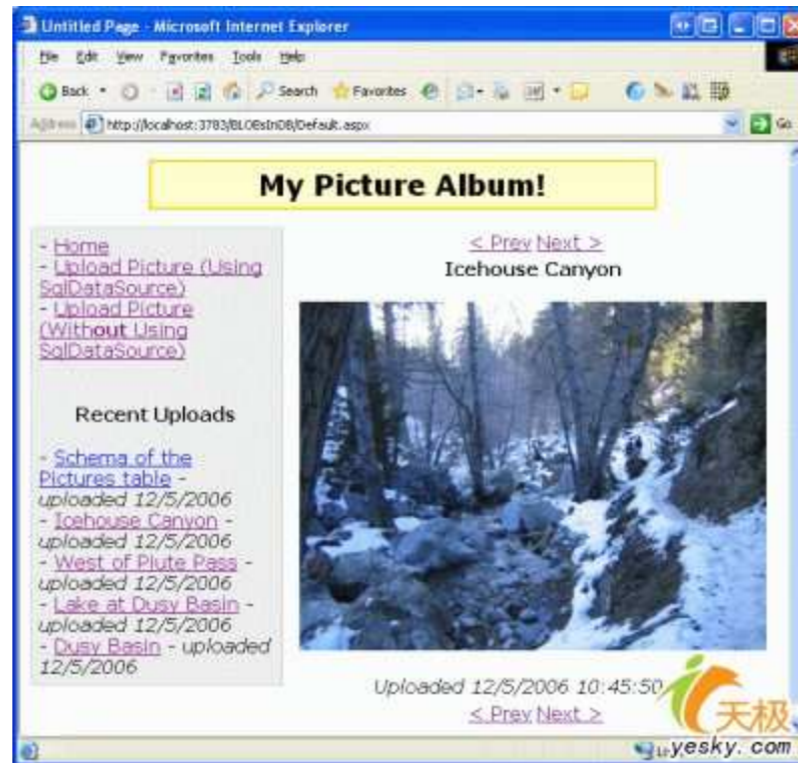 Untitled Page - Microsoft Internet Explorer
File Edit View Favorites Tools Help
Back Search Favorites
Address http://localhost:3783/BLOBsInDB/Default.aspx Go
My Picture Album!
- Home
- Upload Picture (Using
SqlDataSource)
- Upload Picture
(Without Using
SqlDataSource)
Recent Uploads
- Schema of the
Pictures table -
uploaded 12/5/2006
- Icehouse Canyon -
uploaded 12/5/2006
- West of Piute Pass -
uploaded 12/5/2006
- Lake at Dusy Basin -
uploaded 12/5/2006
- Dusy Basin - uploaded
12/5/2006
< Prev Next >
Icehouse Canyon
Uploaded 12/5/2006 10:45:50
< Prev Next >
天极
yesky.com